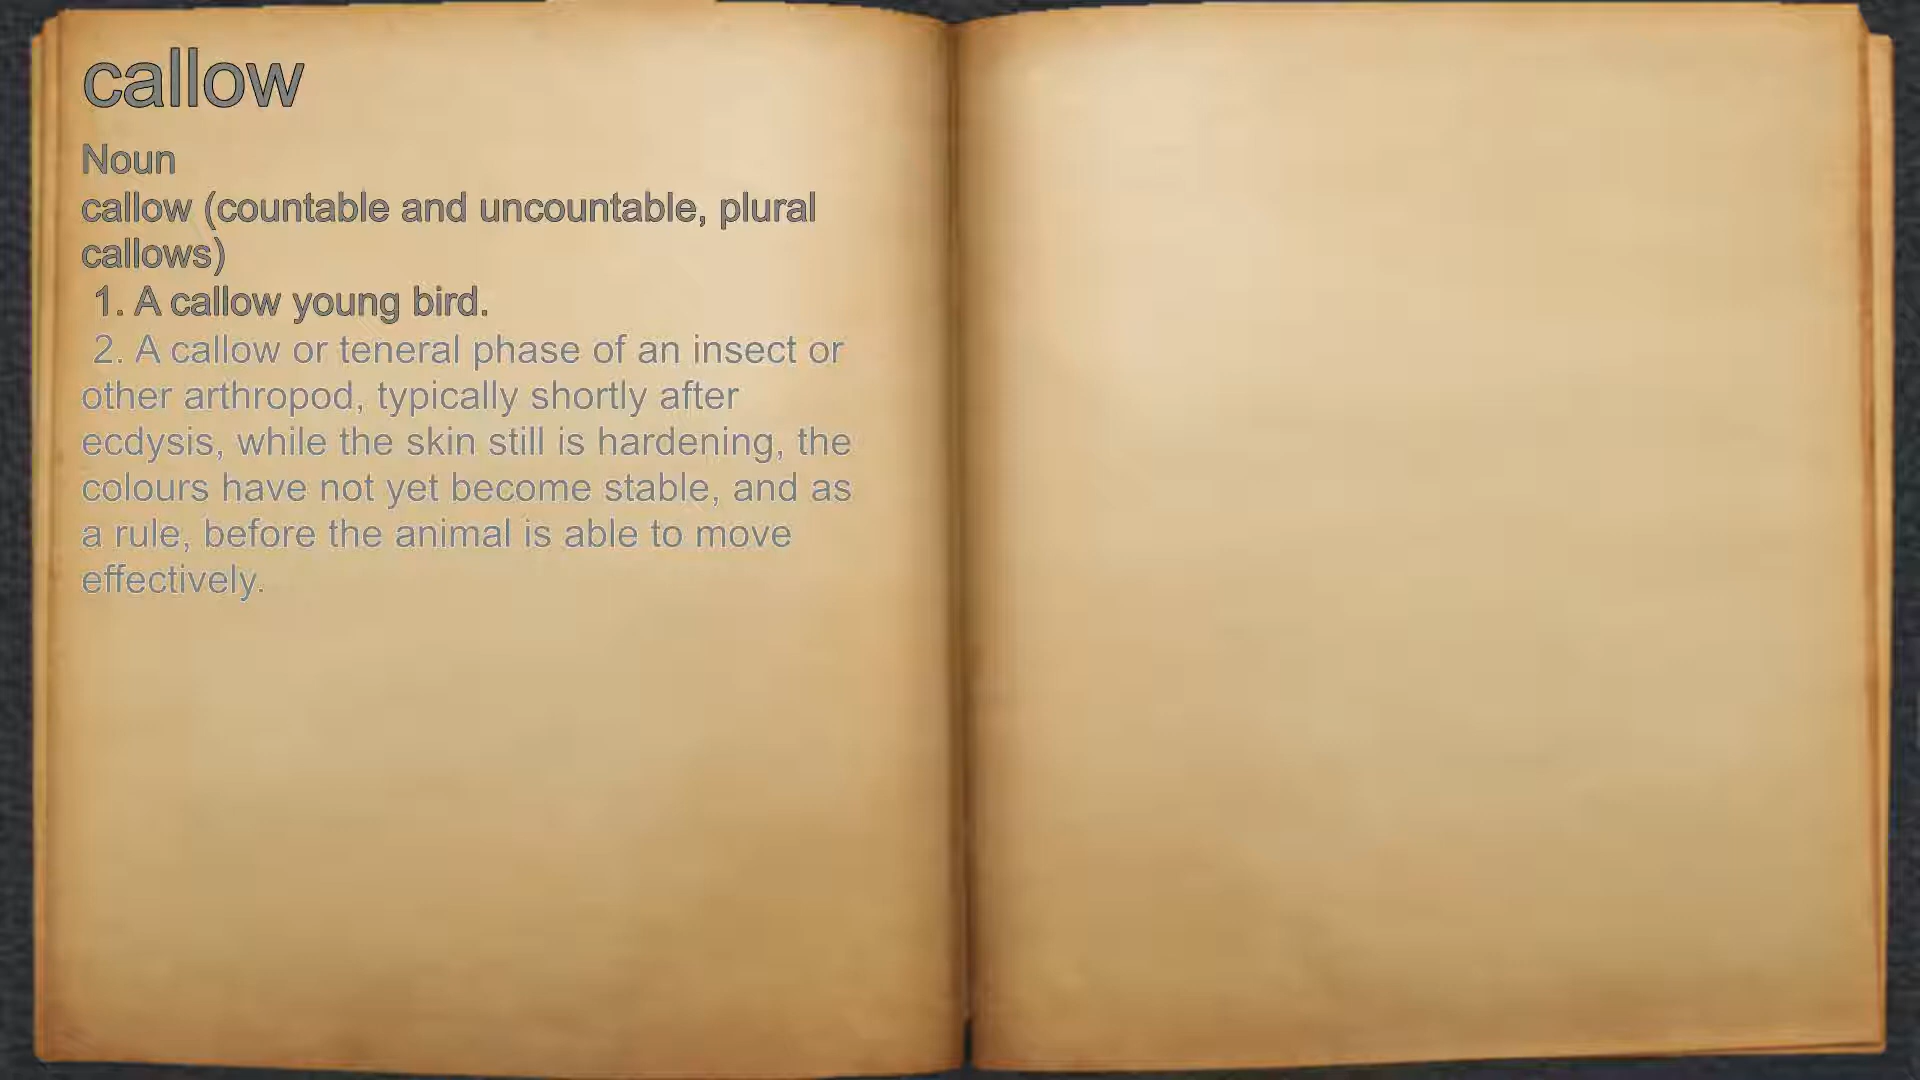 callow
Noun
callow (countable and uncountable, plural
callows)
1. A callow young bird.
2. A callow or teneral phase of an insect or
other arthropod, typically shortly after
ecdysis, while the skin still is hardening, the
colours have not yet become stable, and as
a rule, before the animal is able to move
effectively.